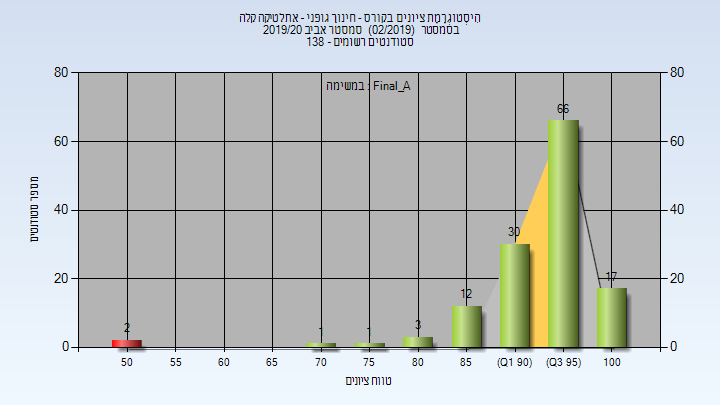 היסטוגרמת ציונים בקורס - חינוך גופני - אתלטיקה קלה
בסמסטר (02/2019) סמסטר אביב 2019/20
סטודנטים רשומים - 138
במשימה : Final_A
80 80
66
60 60
מספר סטודנטים
40 40
30
20 20
17
12
3
2 1 1
0 0
50 55 60 65 70 75 80 85 (Q1 90) (Q3 95) 100
טווח ציונים